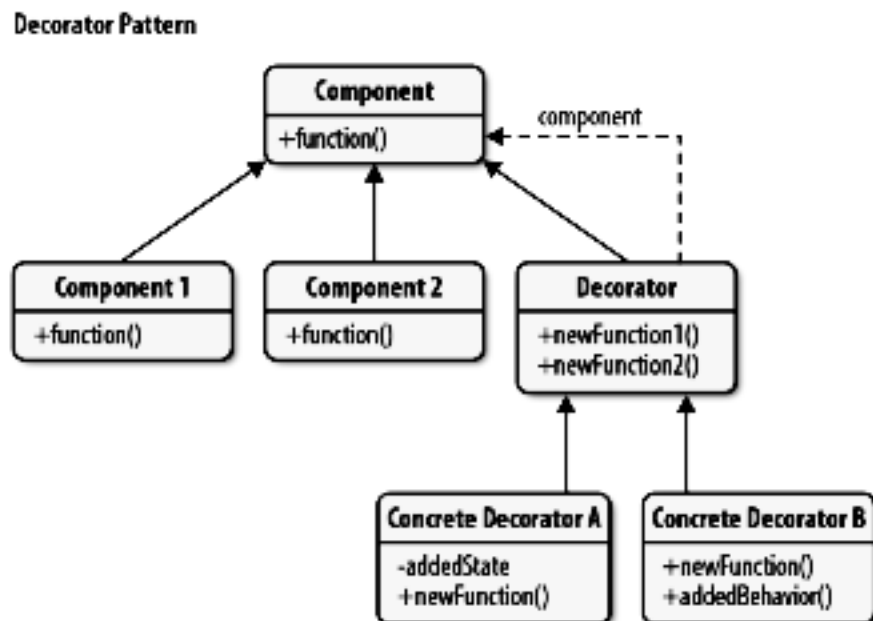 Decorator Pattern
Component
+function()
component
Component 1
+function()
Component 2
+function()
Decorator
+newFunction1()
+newFunction2()
Concrete Decorator A
-addedState
+newFunction()
Concrete Decorator B
+newFunction()
+addedBehavior()